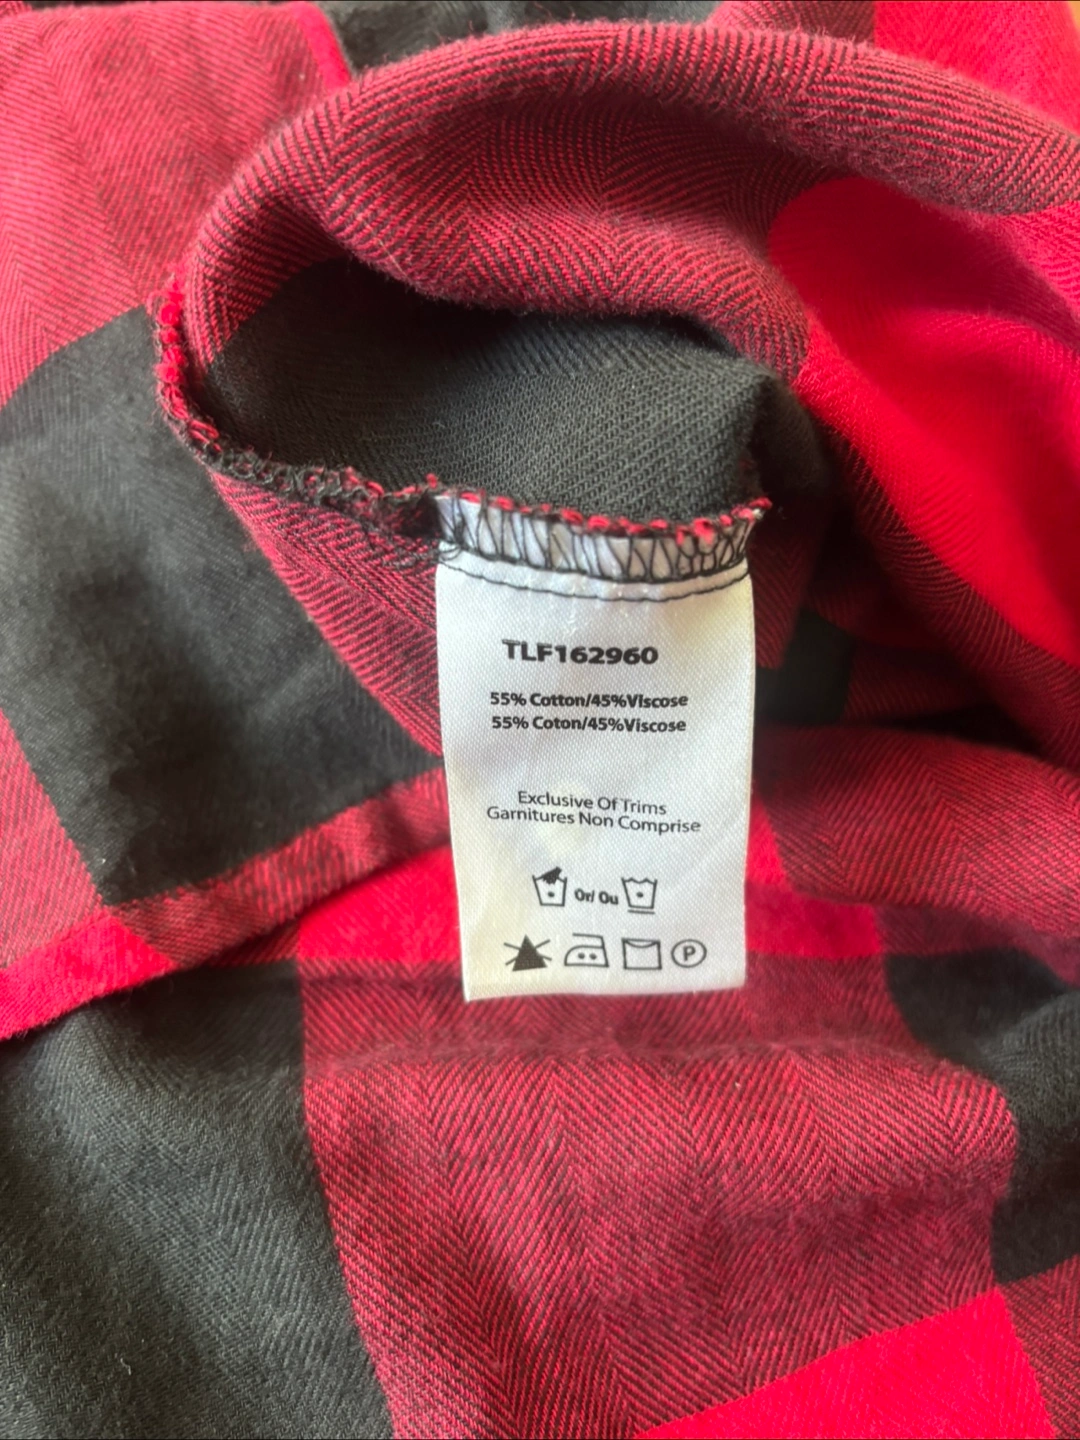 TLF162960
55% Cotton/45%Viscose
55% Coton/45%Viscose
Exclusive Of Trims
Garnitures Non Comprise
Or/ Ou
P